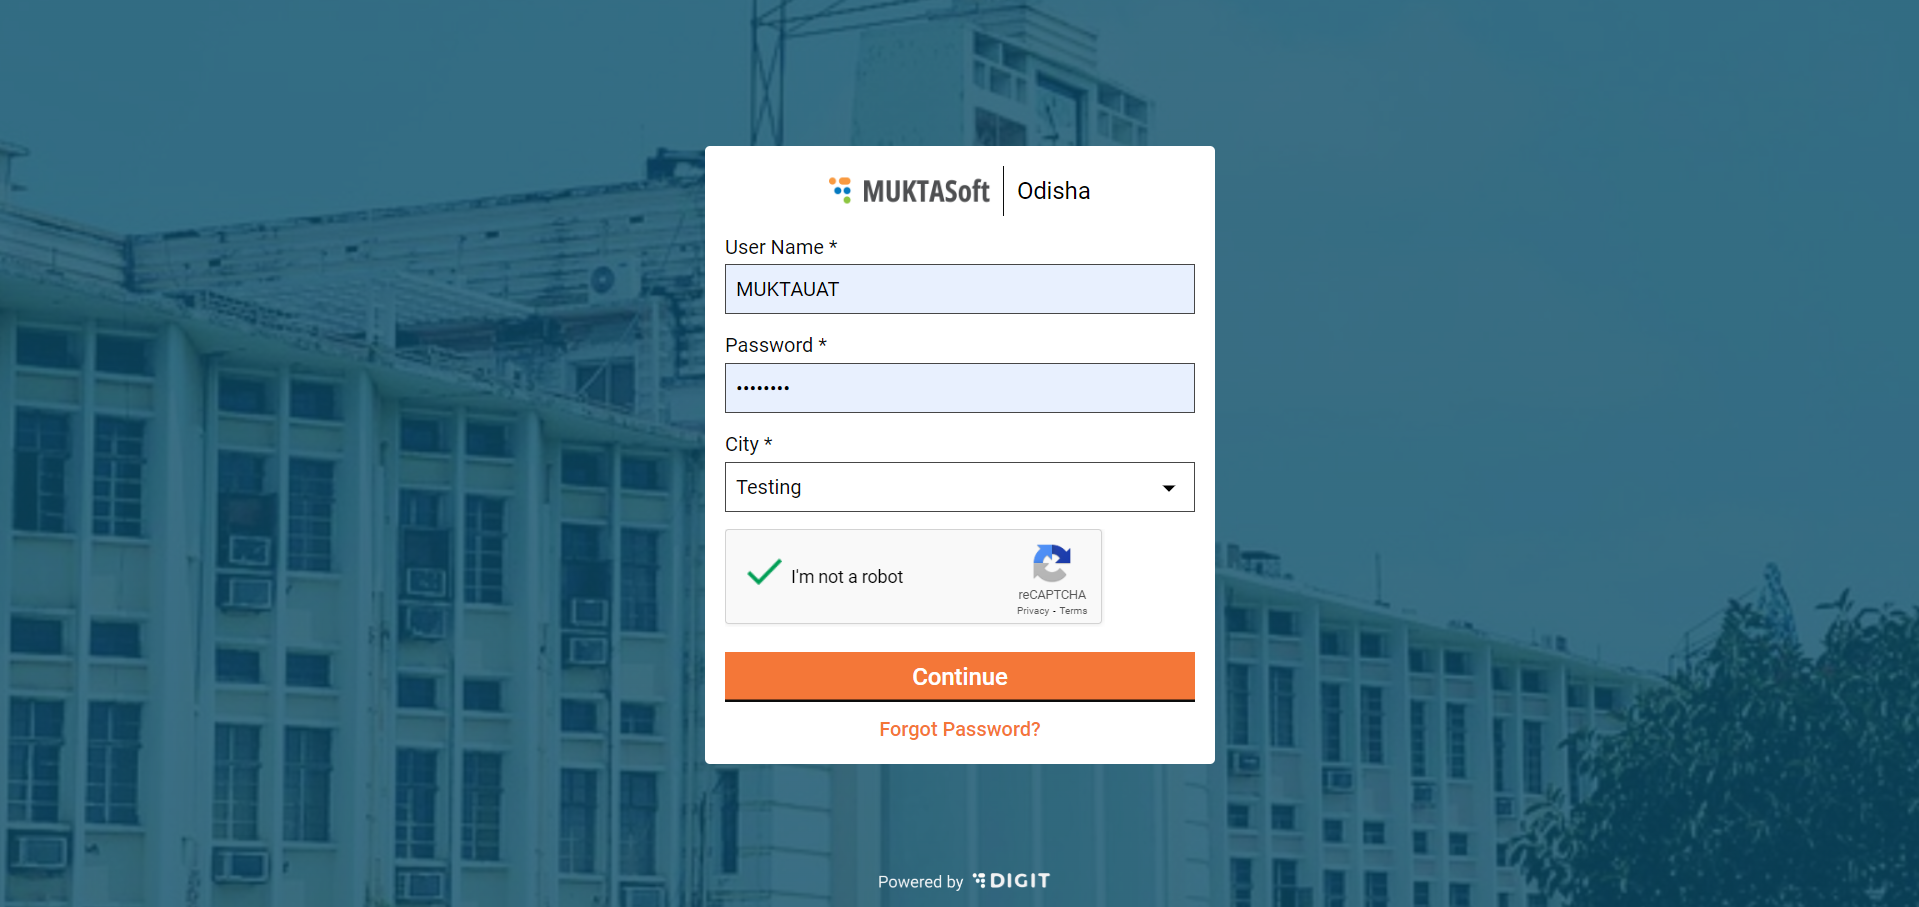 MUKTASoft | Odisha
User Name *
MUKTAUAT
Password *
••••••••
City *
Testing
I'm not a robot
reCAPTCHA
Privacy - Terms
Continue
Forgot Password?
Powered by DIGIT